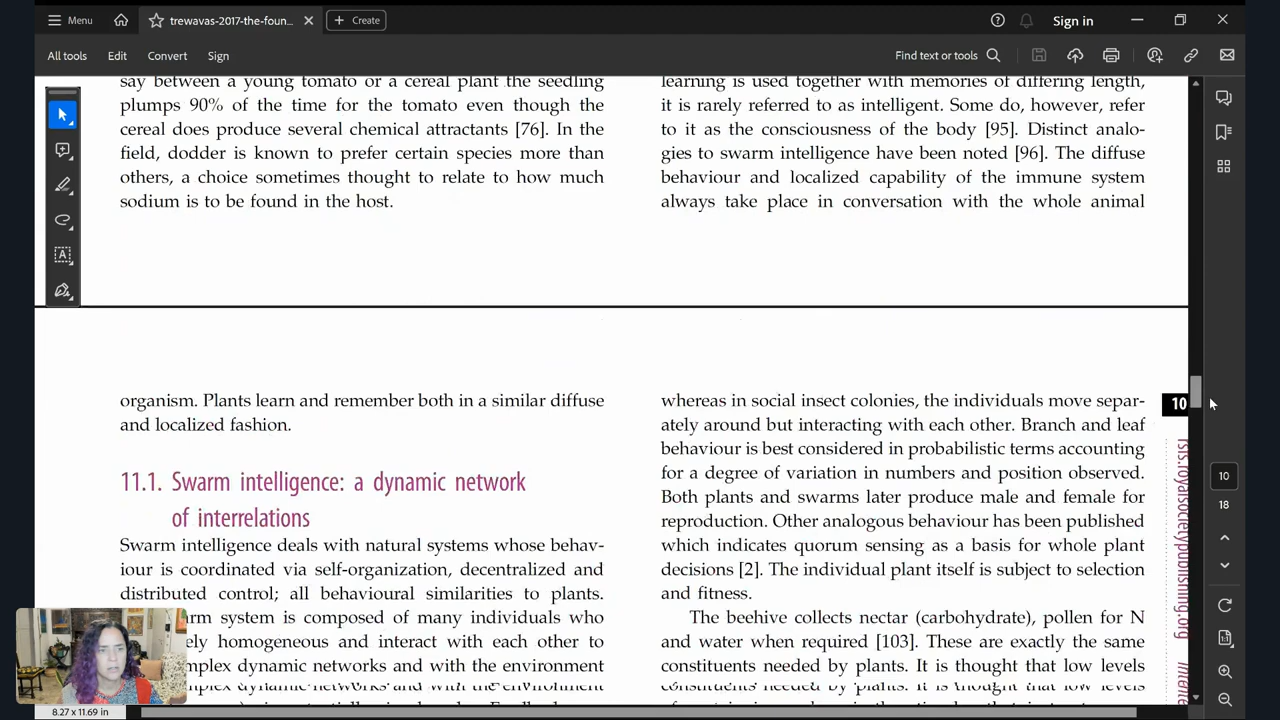 Menu
trewavas-2017-the-foun...
Create
Sign in
All tools
Edit
Convert
Sign
Find text or tools
say between a young tomato or a cereal plant the seedling
plumps 90% of the time for the tomato even though the
cereal does produce several chemical attractants [76]. In the
field, dodder is known to prefer certain species more than
others, a choice sometimes thought to relate to how much
sodium is to be found in the host.
learning is used together with memories of differing length,
it is rarely referred to as intelligent. Some do, however, refer
to it as the consciousness of the body [95]. Distinct analo-
gies to swarm intelligence have been noted [96]. The diffuse
behaviour and localized capability of the immune system
always take place in conversation with the whole animal
organism. Plants learn and remember both in a similar diffuse
and localized fashion.
11.1. Swarm intelligence: a dynamic network
of interrelations
Swarm intelligence deals with natural systems whose behav-
iour is coordinated via self-organization, decentralized and
distributed control; all behavioural similarities to plants.
system is composed of many individuals who
homogeneous and interact with each other to
dynamic networks and with the environment
whereas in social insect colonies, the individuals move separ-
ately around but interacting with each other. Branch and leaf
behaviour is best considered in probabilistic terms accounting
for a degree of variation in numbers and position observed.
Both plants and swarms later produce male and female for
reproduction. Other analogous behaviour has been published
which indicates quorum sensing as a basis for whole plant
decisions [2]. The individual plant itself is subject to selection
and fitness.
The beehive collects nectar (carbohydrate), pollen for N
and water when required [103]. These are exactly the same
constituents needed by plants. It is thought that low levels
10
rsfs.royalsocietypublishing.org
10
18
8.27 x 11.69 in